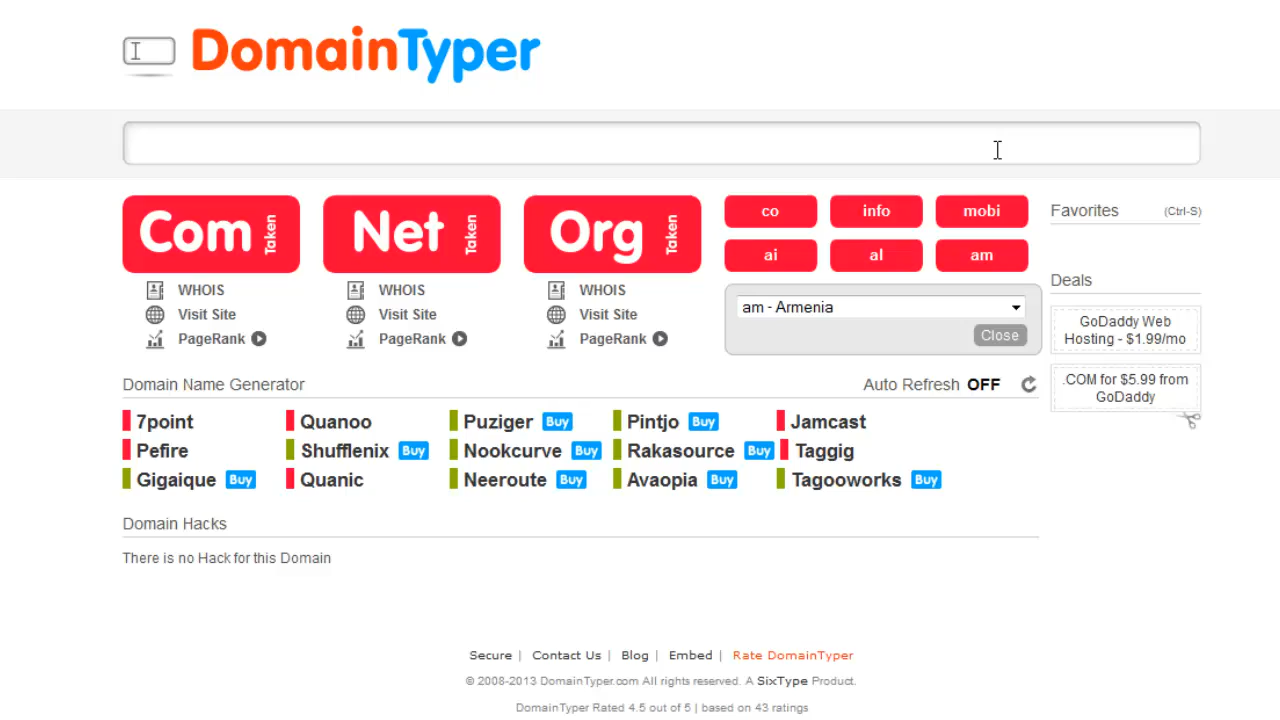 DomainTyper
Com Taken
Net Taken
Org Taken
co info mobi
ai al am
WHOIS
Visit Site
PageRank
WHOIS
Visit Site
PageRank
WHOIS
Visit Site
PageRank
am - Armenia
Close
Favorites (Ctrl-S)
Deals
GoDaddy Web
Hosting - $1.99/mo
.COM for $5.99 from
GoDaddy
Domain Name Generator Auto Refresh OFF
7point Quanoo Puziger Buy Pintjo Buy Jamcast
Pefire Shufflenix Buy Nookcurve Buy Rakasource Buy Taggig
Gigaique Buy Quanic Neeroute Buy Avaopia Buy Tagooworks Buy
Domain Hacks
There is no Hack for this Domain
Secure | Contact Us | Blog | Embed | Rate DomainTyper
© 2008-2013 DomainTyper.com All rights reserved. A SixType Product.
DomainTyper Rated 4.5 out of 5 | based on 43 ratings